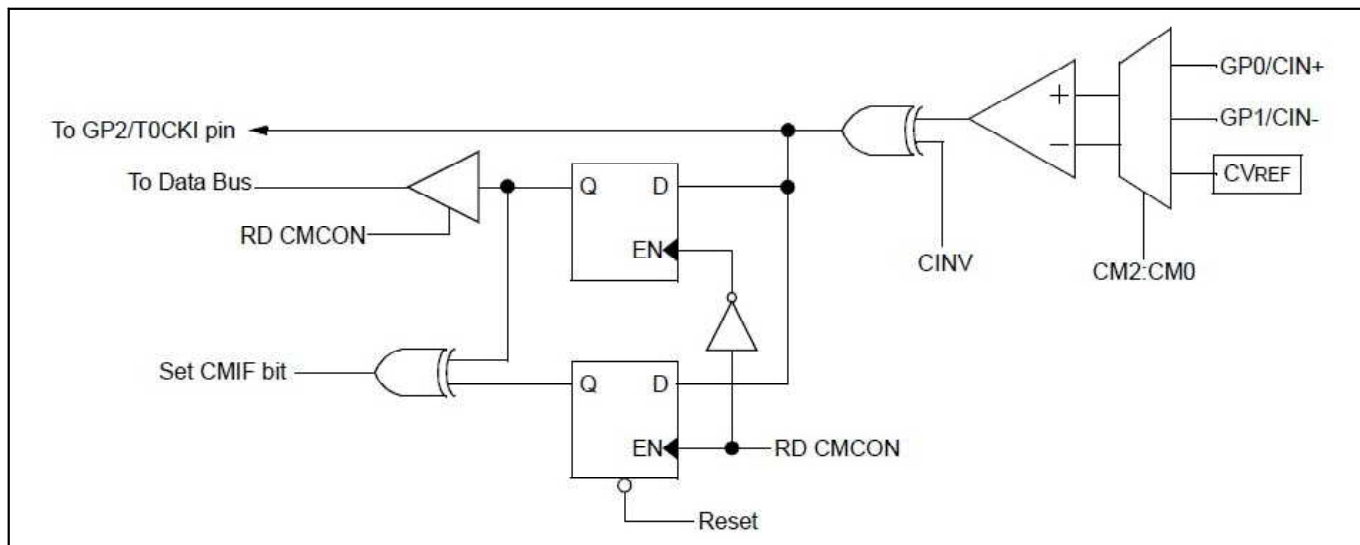 GP0/CIN+
To GP2/T0CKI pin
+
GP1/CIN-
−
To Data Bus
Q D
CVREF
RD CMCON
EN
CINV
CM2:CM0
Set CMIF bit
Q D
EN
RD CMCON
Reset